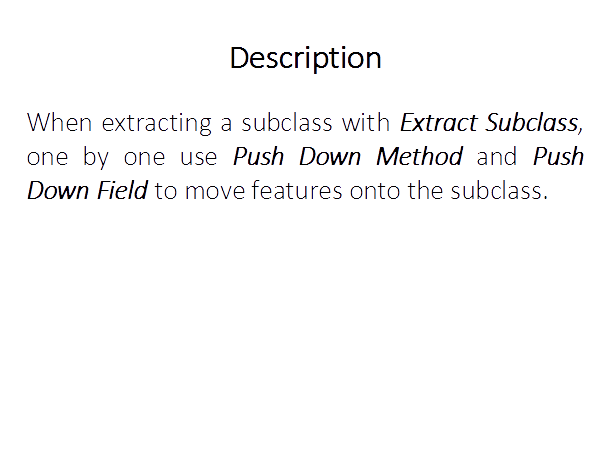 Description
When extracting a subclass with Extract Subclass,
one by one use Push Down Method and Push
Down Field to move features onto the subclass.